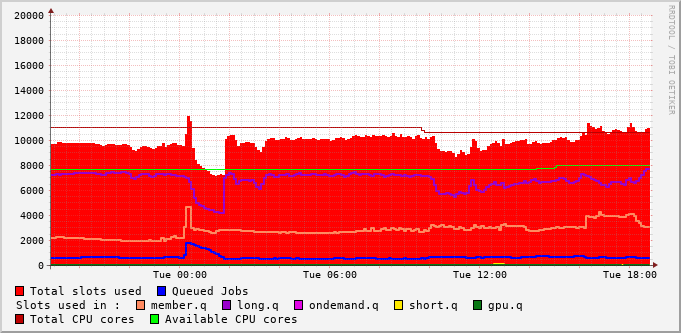 20000
18000
16000
14000
12000
10000
8000
6000
4000
2000
0
Tue 00:00 Tue 06:00 Tue 12:00 Tue 18:00
RRDTOOL / TOBI OETIKER
Total slots used Queued Jobs
Slots used in : member.q long.q ondemand.q short.q gpu.q
Total CPU cores Available CPU cores